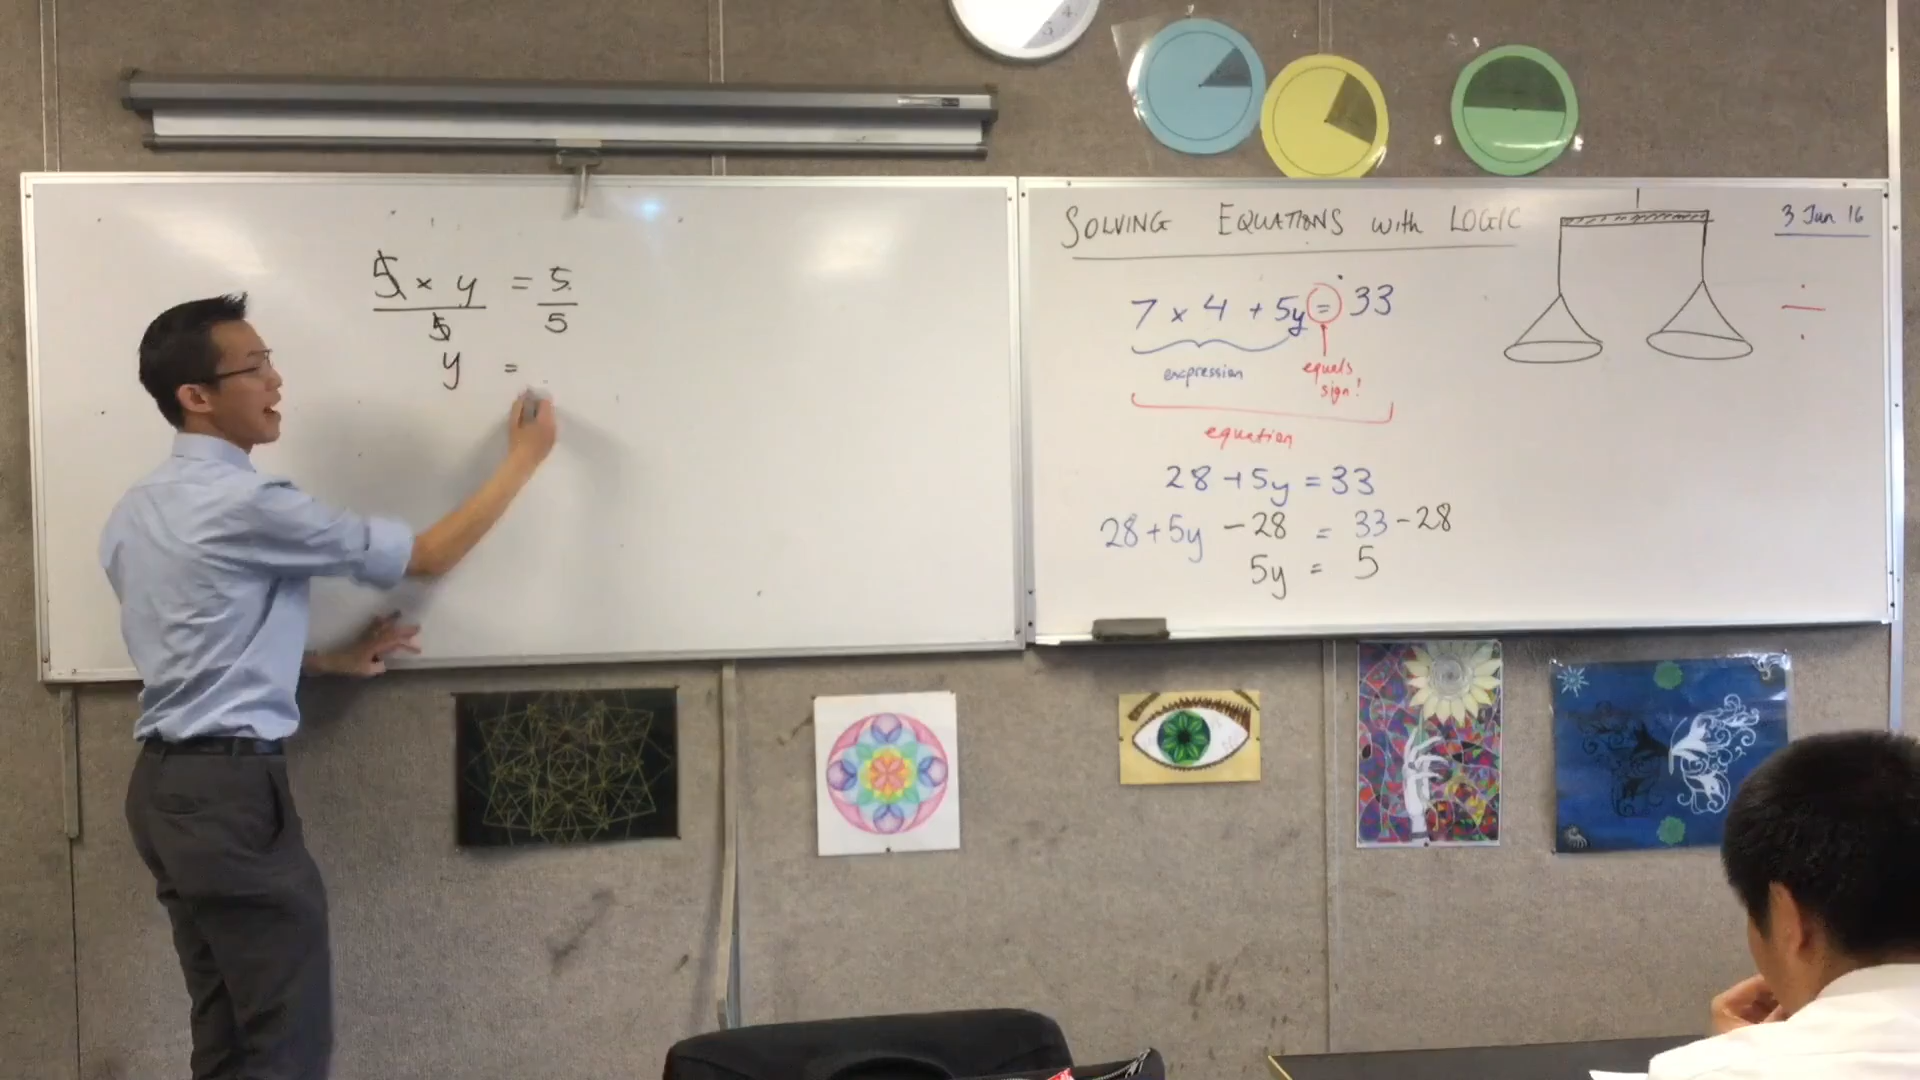 5 × y = 5
5 5
y =
SOLVING EQUATIONS with LOGIC
3 Jun 16
7 × 4 + 5y = 33
expression
equals
sign!
equation
28 + 5y = 33
28 + 5y - 28 = 33 - 28
5y = 5
÷